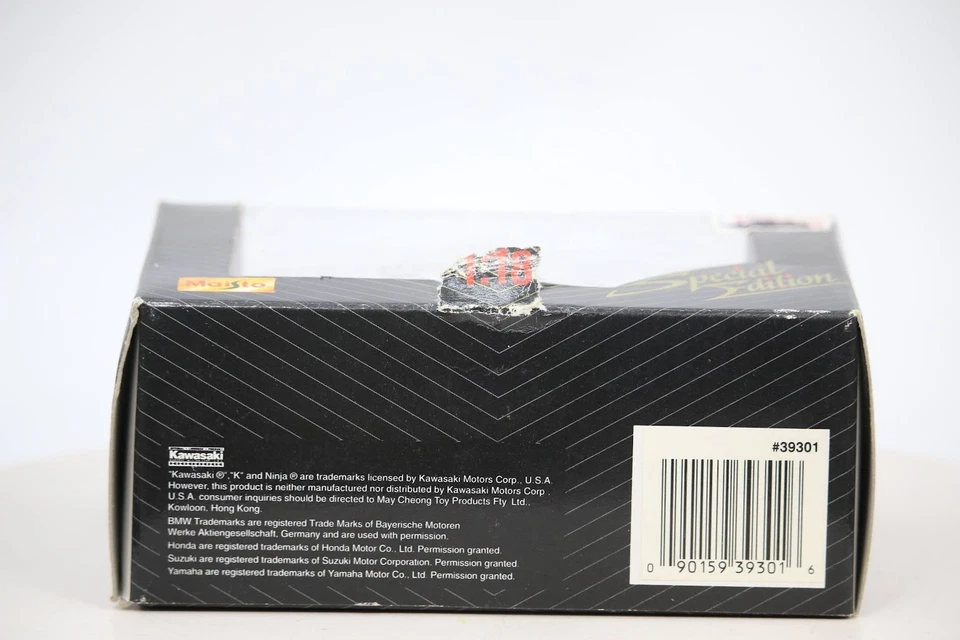 Maisto
1:18
Special
Edition
#39301
Kawasaki
"Kawasaki ®", "K" and Ninja ® are trademarks licensed by Kawasaki Motors Corp., U.S.A.
However, this product is neither manufactured nor distributed by Kawasaki Motors Corp .
U.S.A. consumer inquiries should be directed to May Cheong Toy Products Fty Ltd.,
Kowloon. Hong Kong.
BMW Trademarks are registered Trade Marks of Bayerische Motoren
Werke Aktiengesellschaft, Germany and are used with permission.
Honda are registered trademarks of Honda Motor Co., Ltd. Permission granted.
Suzuki are registered trademarks of Suzuki Motor Corporation. Permission granted.
Yamaha are registered trademarks of Yamaha Motor Co., Ltd. Permission granted.
0 90159 39301 6